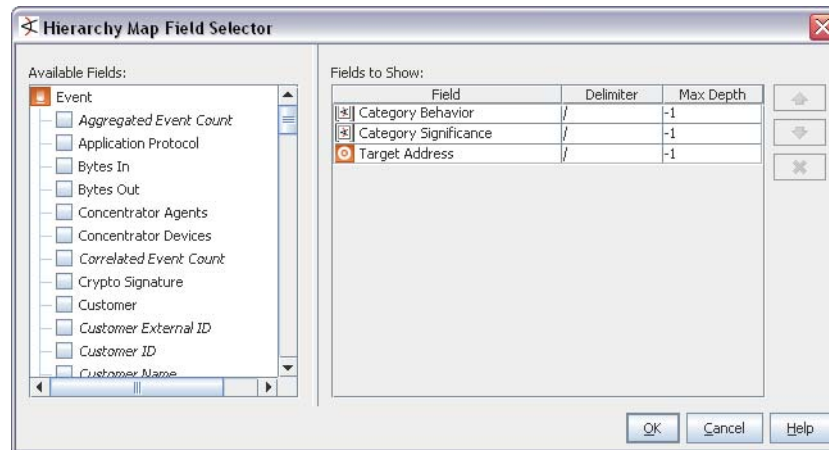 Hierarchy Map Field Selector
Available Fields:
Event
Aggregated Event Count
Application Protocol
Bytes In
Bytes Out
Concentrator Agents
Concentrator Devices
Correlated Event Count
Crypto Signature
Customer
Customer External ID
Customer ID
Customer Name
Fields to Show:
Field Delimiter Max Depth
Category Behavior / -1
Category Significance / -1
Target Address / -1
OK Cancel Help